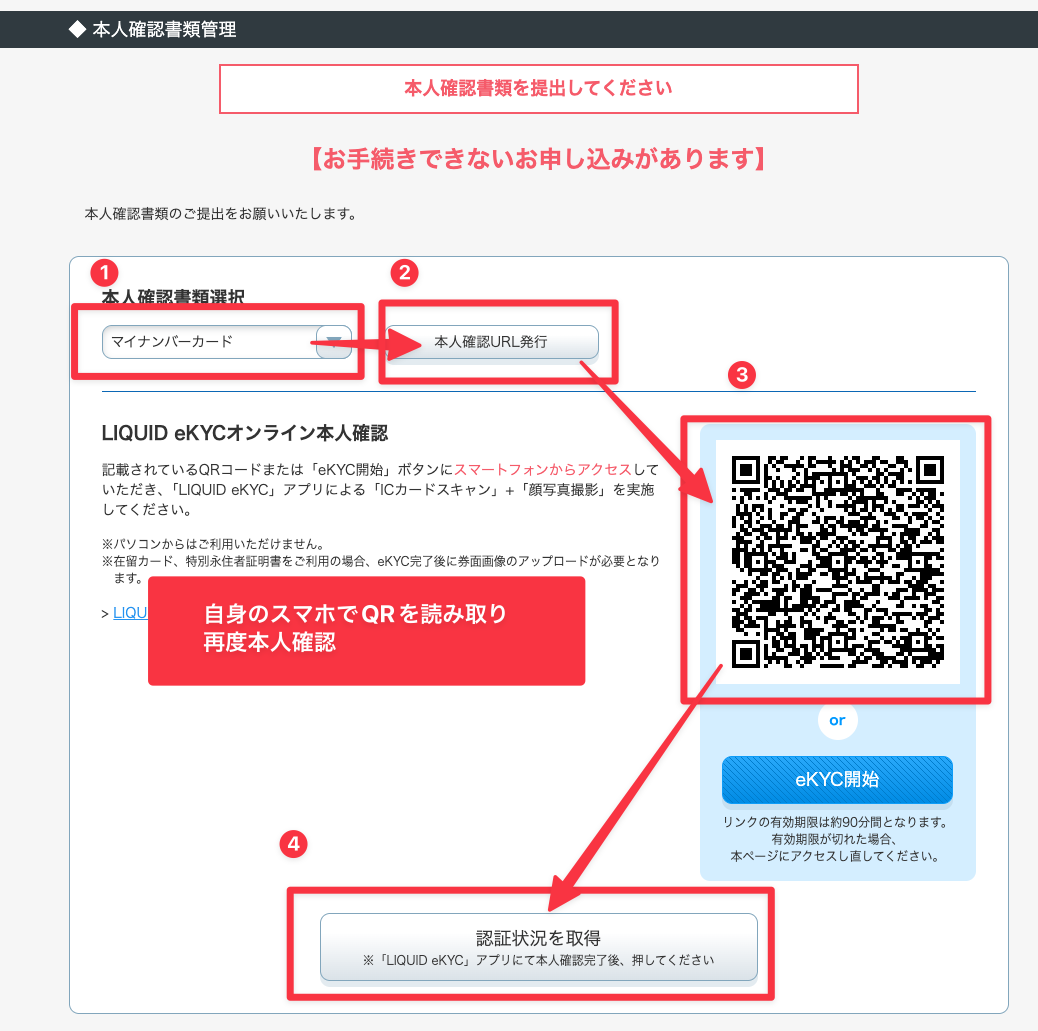 ◆ 本人確認書類管理
本人確認書類を提出してください
【お手続きできないお申し込みがあります】
本人確認書類のご提出をお願いいたします。
1
2
本人確認書類選択
マイナンバーカード
本人確認URL発行
3
LIQUID eKYCオンライン本人確認
記載されているQRコードまたは「eKYC開始」ボタンにスマートフォンからアクセスして
いただき、「LIQUID eKYC」アプリによる「ICカードスキャン」+「顔写真撮影」を実施
してください。
※パソコンからはご利用いただけません。
※在留カード、特別永住者証明書をご利用の場合、eKYC完了後に券面画像のアップロードが必要となり
ます。
> LIQU
自身のスマホでQRを読み取り
再度本人確認
or
eKYC開始
リンクの有効期限は約90分間となります。
有効期限が切れた場合、
本ページにアクセスし直してください。
4
認証状況を取得
※「LIQUID eKYC」アプリにて本人確認完了後、押してください